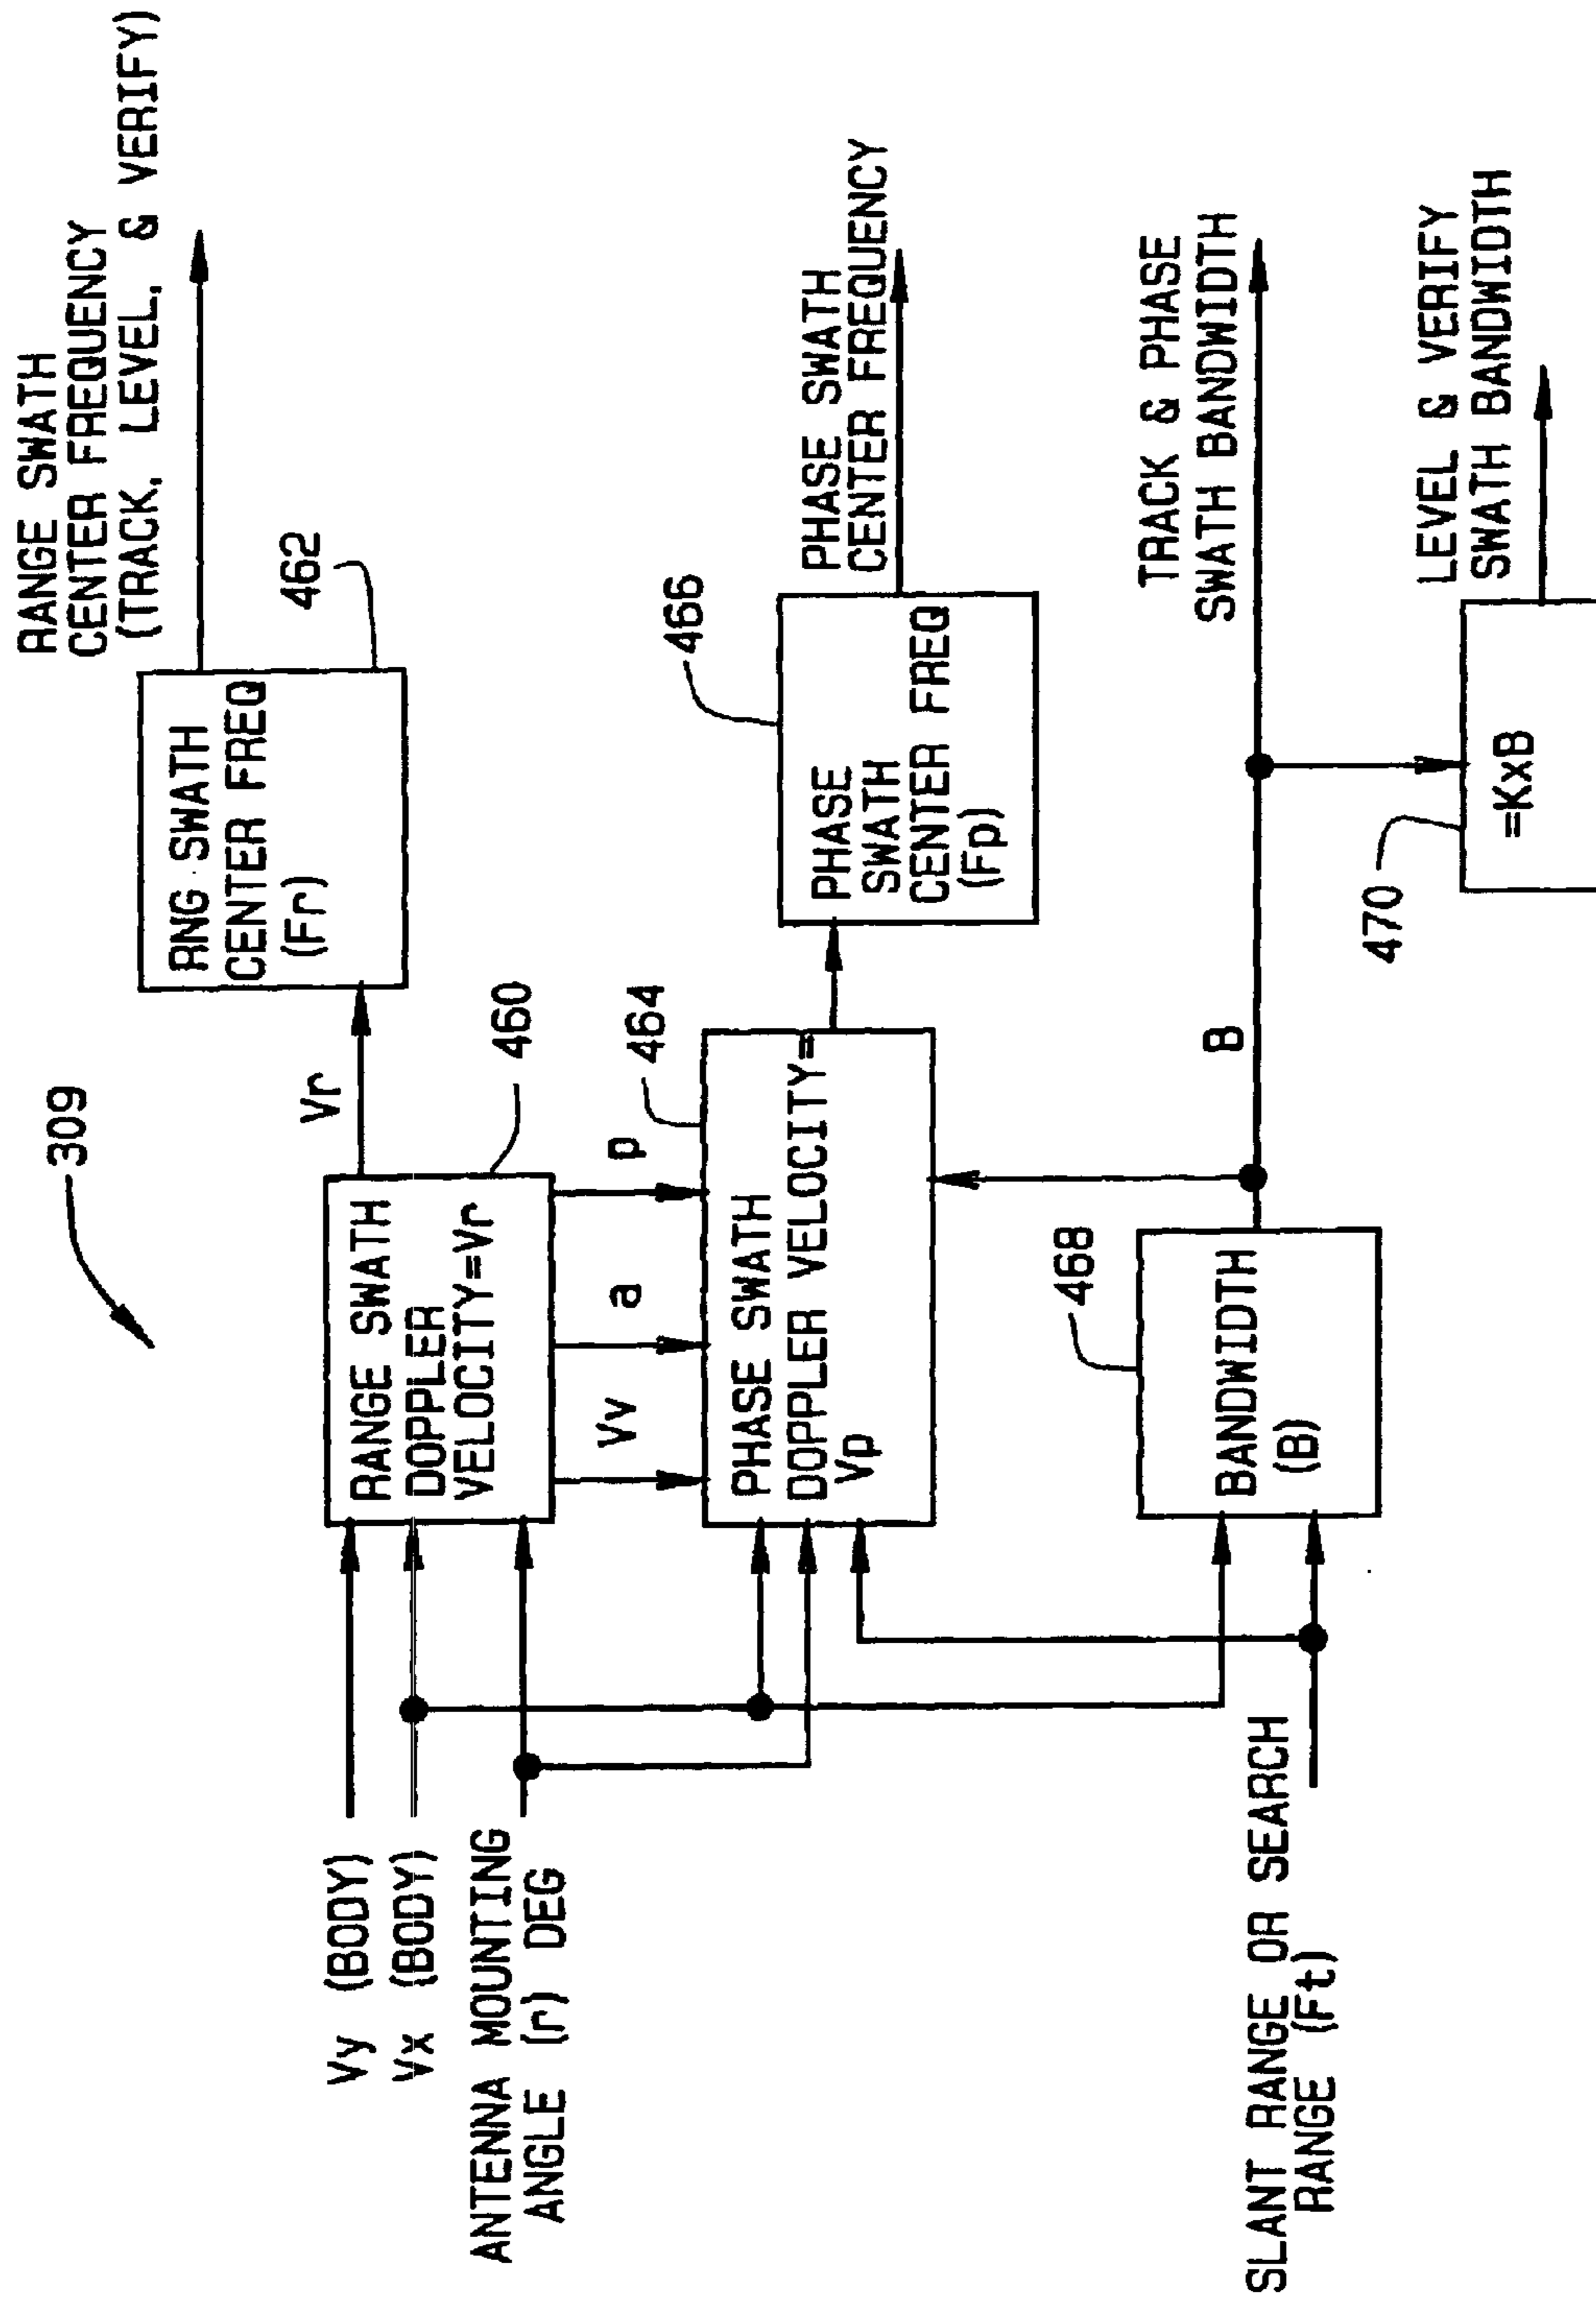 309
Vy (BODY)
Vx (BODY)
ANTENNA MOUNTING
ANGLE (r) DEG
RANGE SWATH
DOPPLER
VELOCITY=Vr
460
Vr
RNG SWATH
CENTER FREQ
(Fr)
462
RANGE SWATH
CENTER FREQUENCY
(TRACK, LEVEL, & VERIFY)
Vv
a
p
464
PHASE SWATH
DOPPLER VELOCITY=
Vp
466
PHASE
SWATH
CENTER FREQ
(Fp)
PHASE SWATH
CENTER FREQUENCY
SLANT RANGE OR SEARCH
RANGE (Ft)
468
BANDWIDTH
(B)
B
TRACK & PHASE
SWATH BANDWIDTH
470
=KxB
LEVEL & VERIFY
SWATH BANDWIDTH